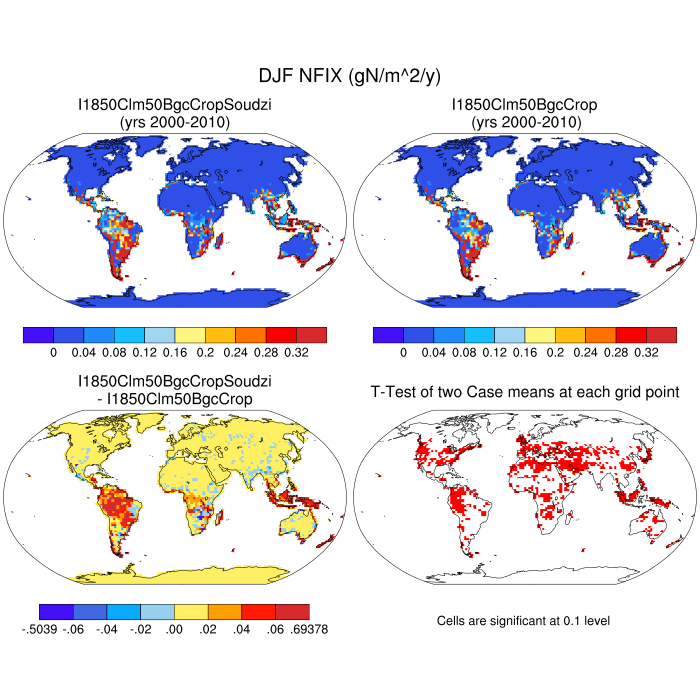 DJF NFIX (gN/m^2/y)
I1850Clm50BgcCropSoudzi
(yrs 2000-2010)
I1850Clm50BgcCrop
(yrs 2000-2010)
0 0.04 0.08 0.12 0.16 0.2 0.24 0.28 0.32
0 0.04 0.08 0.12 0.16 0.2 0.24 0.28 0.32
I1850Clm50BgcCropSoudzi
- I1850Clm50BgcCrop
T-Test of two Case means at each grid point
-.5039 -.06 -.04 -.02 .00 .02 .04 .06 .69378
Cells are significant at 0.1 level